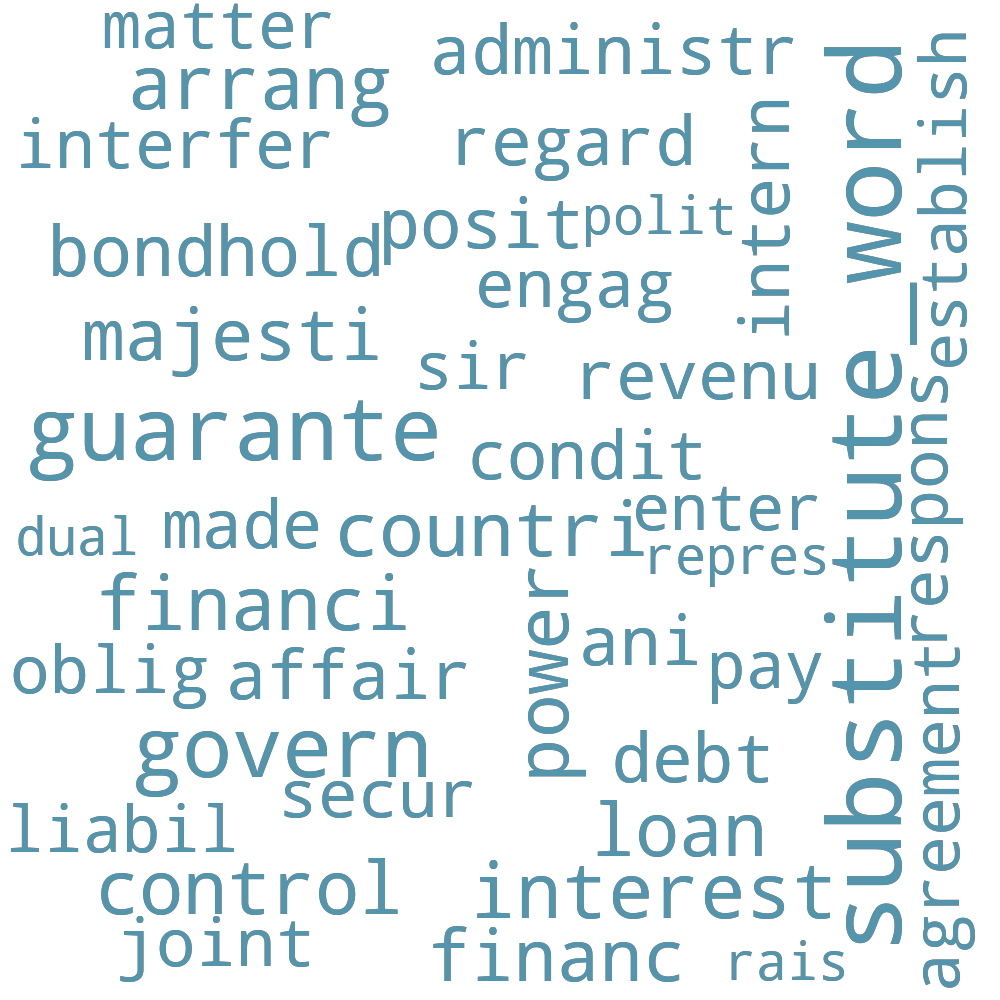 matter
administr
arrang
interfer
regard
intern
substitute_word
establish
posit
polit
bondhold
engag
majesti
sir
revenu
guarante
condit
respons
dual
made
countri
enter
repres
financi
power
ani
pay
oblig
affair
agreement
govern
debt
secur
liabil
loan
control
interest
joint
financ
rais